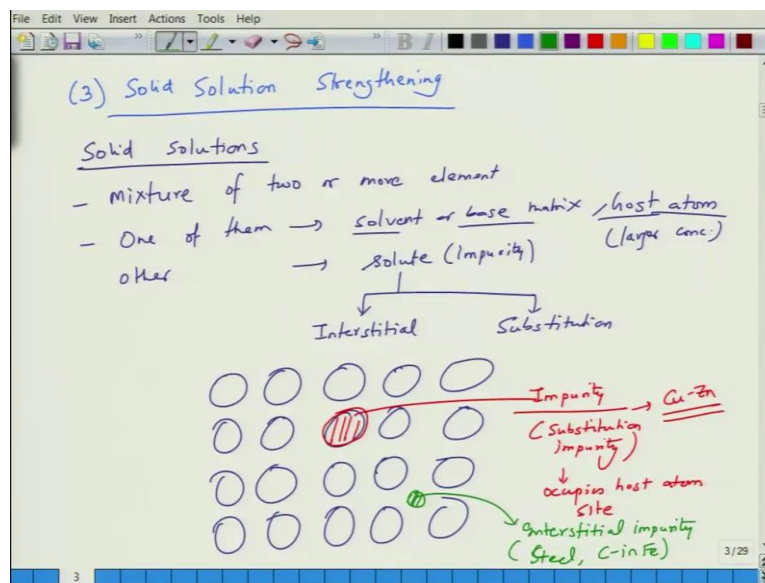 File Edit View Insert Actions Tools Help
B I
(3) Solid Solution Strengthening
Solid Solutions
- Mixture of two or more element
- One of them → solvent or base matrix, host atom
(larger conc.)
other → solute (Impurity)
Interstitial Substitution
Impurity → Cu-Zn
(Substitution
impurity)
ocupies host atom
site
Interstitial impurity
(Steel, C-in Fe)
3/29
3